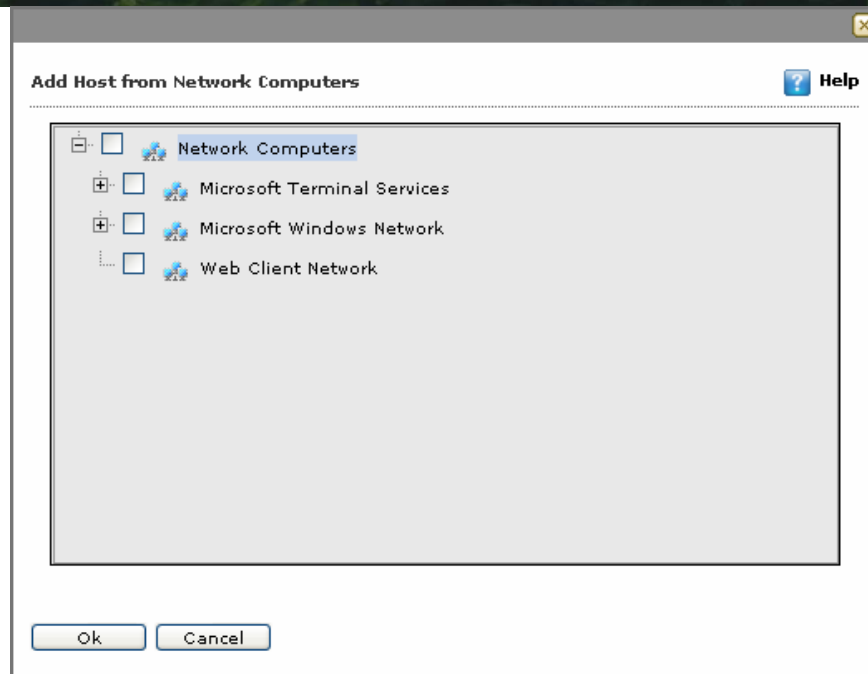 Add Host from Network Computers
Help
Network Computers
Microsoft Terminal Services
Microsoft Windows Network
Web Client Network
Ok
Cancel